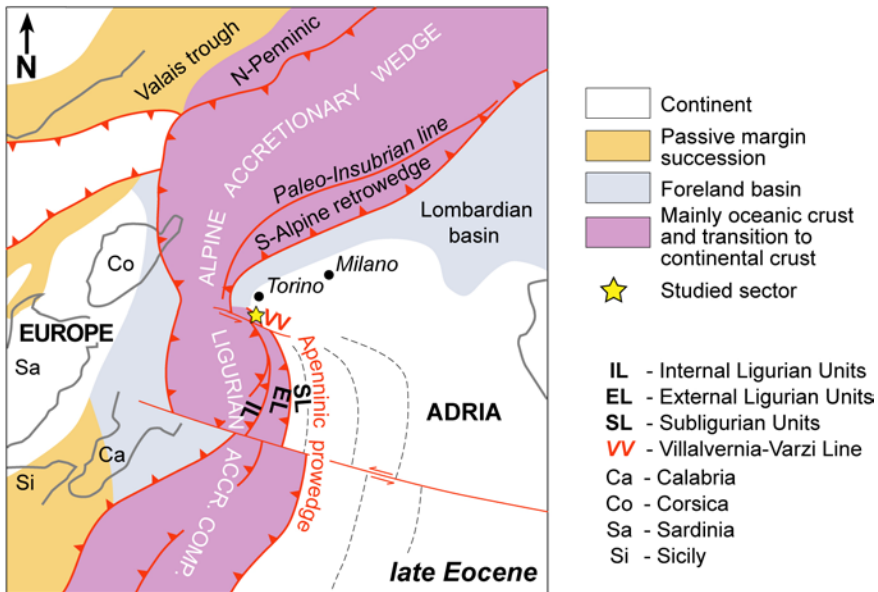 N
Valais trough
N-Penninic
ALPINE ACCRETIONARY WEDGE
Paleo-Insubrian line
S-Alpine retrowedge
Lombardian
basin
Co
Milano
Torino
EUROPE
VV
Sa
LIGURIAN ACCR. COMP.
IL
EL
SL
Apenninic prowedge
ADRIA
Ca
Si
late Eocene
Continent
Passive margin
succession
Foreland basin
Mainly oceanic crust
and transition to
continental crust
Studied sector
IL - Internal Ligurian Units
EL - External Ligurian Units
SL - Subligurian Units
VV - Villalvernia-Varzi Line
Ca - Calabria
Co - Corsica
Sa - Sardinia
Si - Sicily